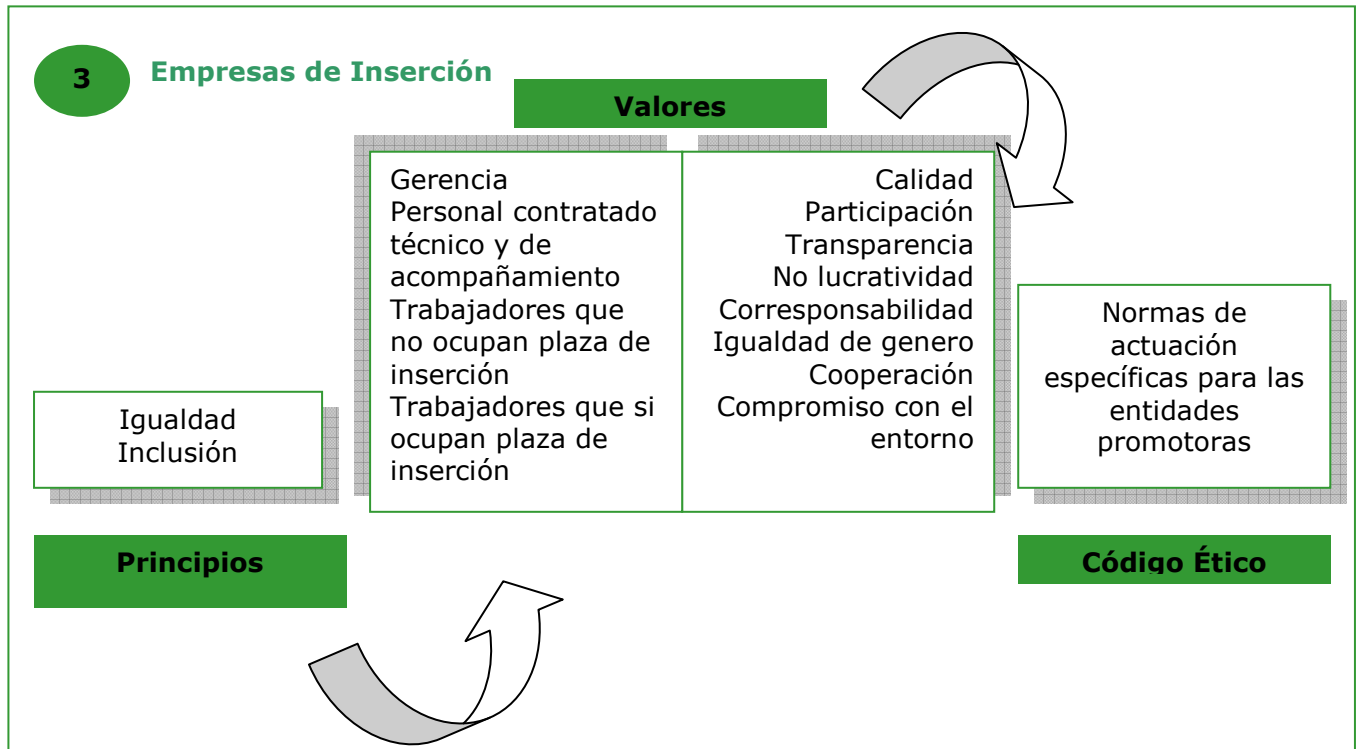 3
Empresas de Inserción
Valores
Gerencia
Personal contratado
técnico y de
acompañamiento
Trabajadores que
no ocupan plaza de
inserción
Trabajadores que si
ocupan plaza de
inserción
Calidad
Participación
Transparencia
No lucratividad
Corresponsabilidad
Igualdad de genero
Cooperación
Compromiso con el
entorno
Igualdad
Inclusión
Normas de
actuación
específicas para las
entidades
promotoras
Principios
Código Ético